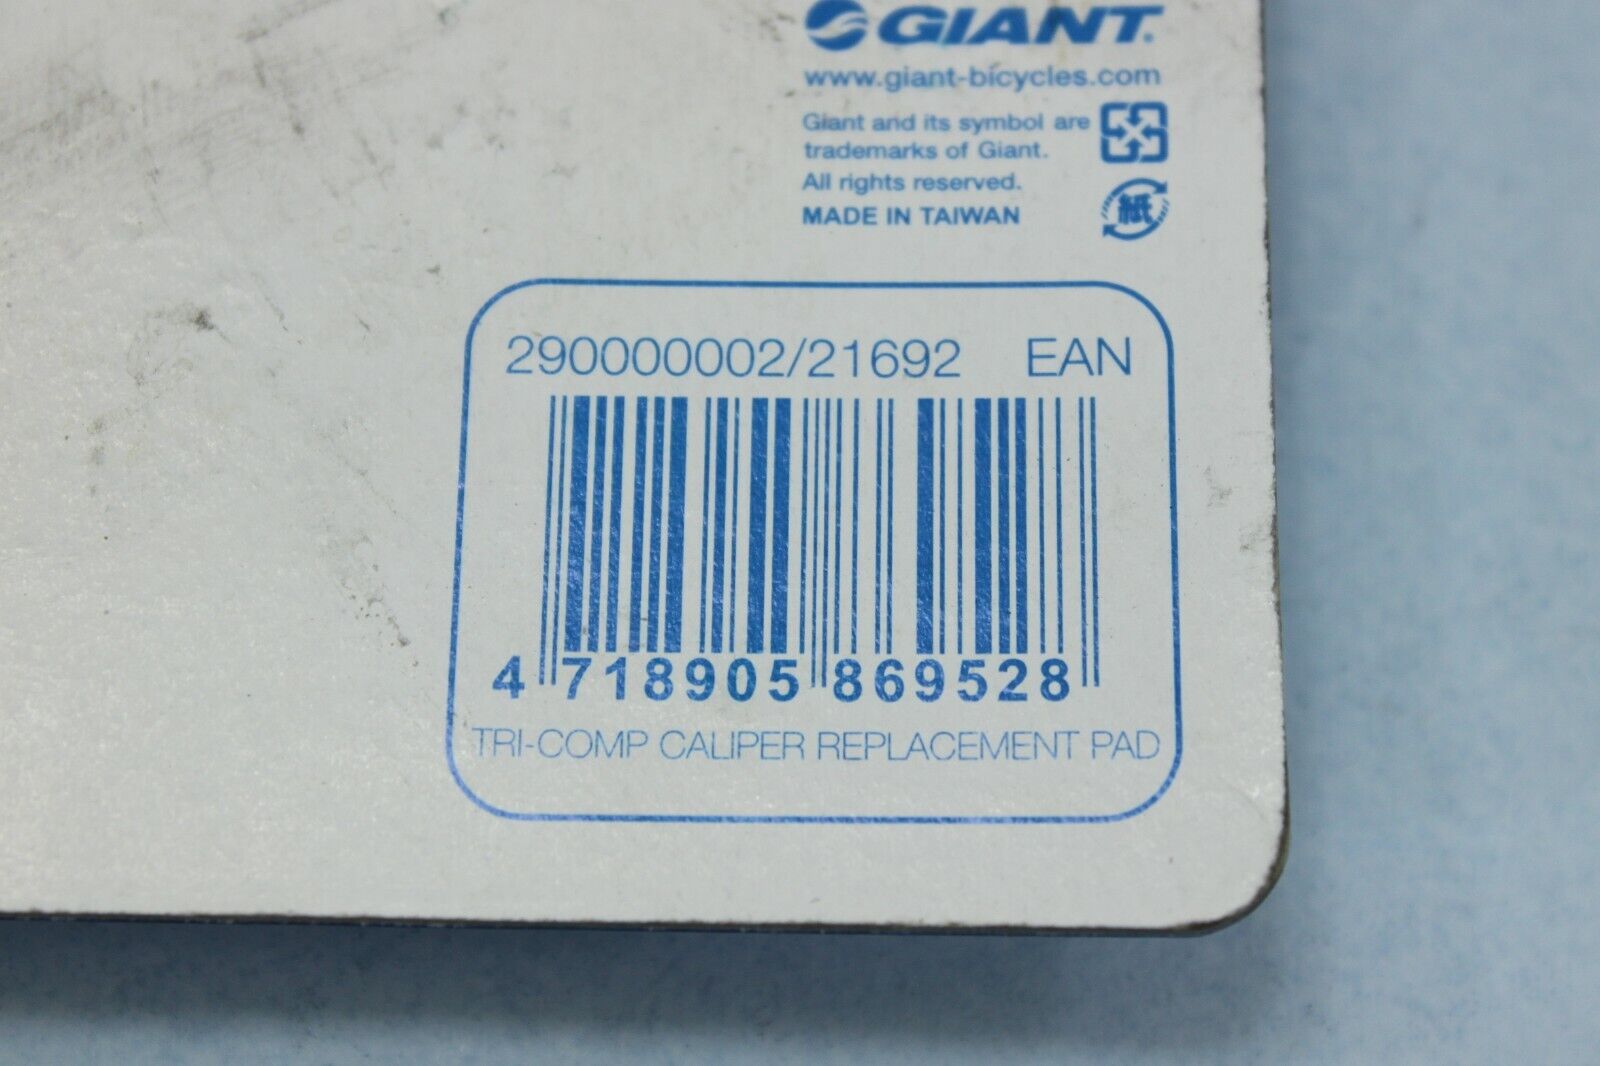 GIANT.
www.giant-bicycles.com
Giant and its symbol are
trademarks of Giant.
All rights reserved.
MADE IN TAIWAN
紙
290000002/21692 EAN
4 718905 869528
TRI-COMP CALIPER REPLACEMENT PAD